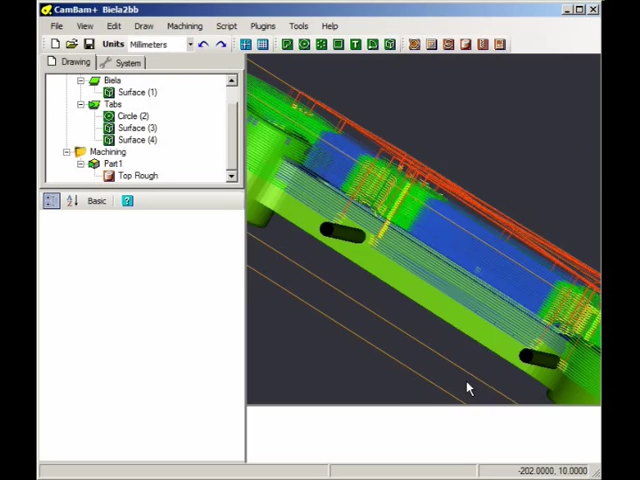 CamBam+ Biela2bb
File View Edit Draw Machining Script Plugins Tools Help
Units Millimeters
Drawing System
Biela
Surface (1)
Tabs
Circle (2)
Surface (3)
Surface (4)
Machining
Part1
Top Rough
Basic
-202.0000, 10.0000